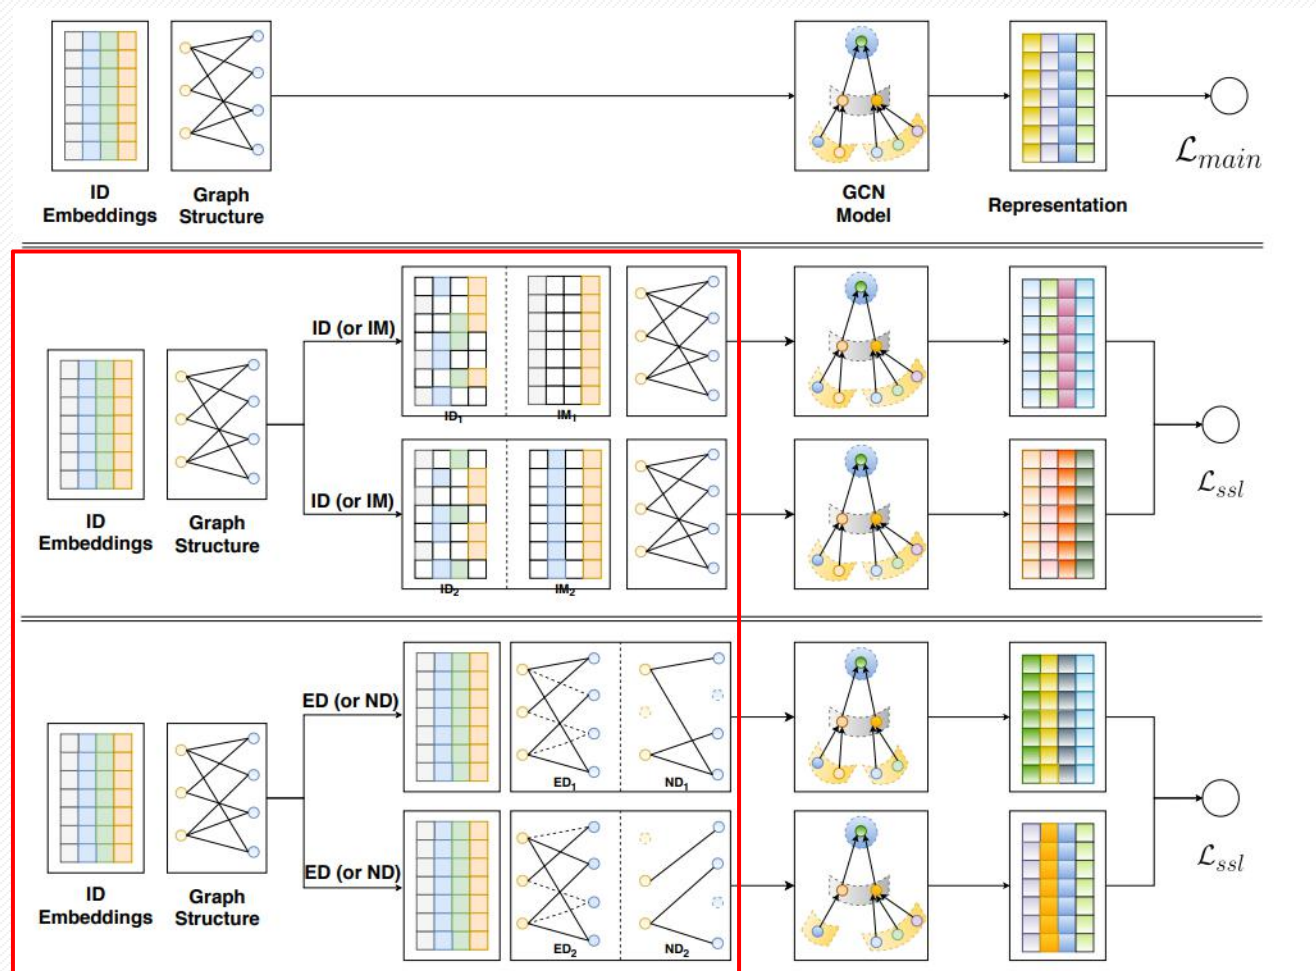 ID
Embeddings
Graph
Structure
GCN
Model
Representation
ℒmain
ID (or IM)
ID₁
IM₁
ID (or IM)
ID₂
IM₂
ID
Embeddings
Graph
Structure
ℒssl
ED (or ND)
ED₁
ND₁
ED (or ND)
ED₂
ND₂
ID
Embeddings
Graph
Structure
ℒssl